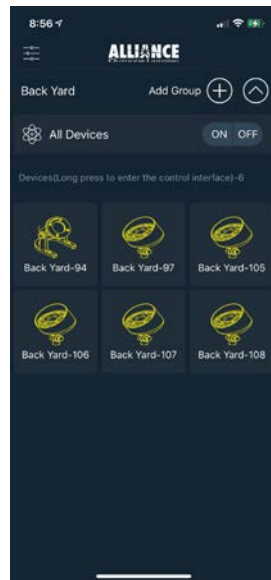 8:56
ALLIANCE
OUTDOOR LIGHTING
Back Yard
Add Group
All Devices
ON OFF
Devices(Long press to enter the control interface)-6
Back Yard-94
Back Yard-97
Back Yard-105
Back Yard-106
Back Yard-107
Back Yard-108